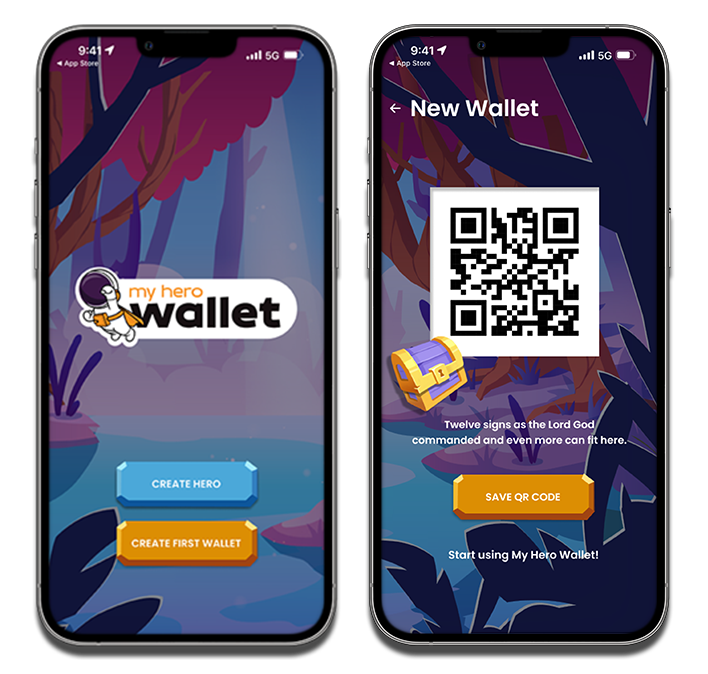 9:41
5G
◄ App Store
my hero
wallet
CREATE HERO
CREATE FIRST WALLET
9:41
5G
◄ App Store
← New Wallet
Twelve signs as the Lord God
commanded and even more can fit here.
SAVE QR CODE
Start using My Hero Wallet!